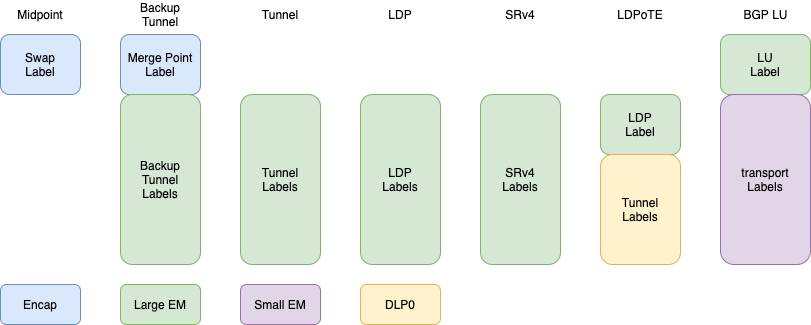 Midpoint
Backup
Tunnel
Tunnel
LDP
SRv4
LDPoTE
BGP LU
Swap
Label
Merge Point
Label
LU
Label
Backup
Tunnel
Labels
Tunnel
Labels
LDP
Labels
SRv4
Labels
LDP
Label
Tunnel
Labels
transport
Labels
Encap
Large EM
Small EM
DLP0